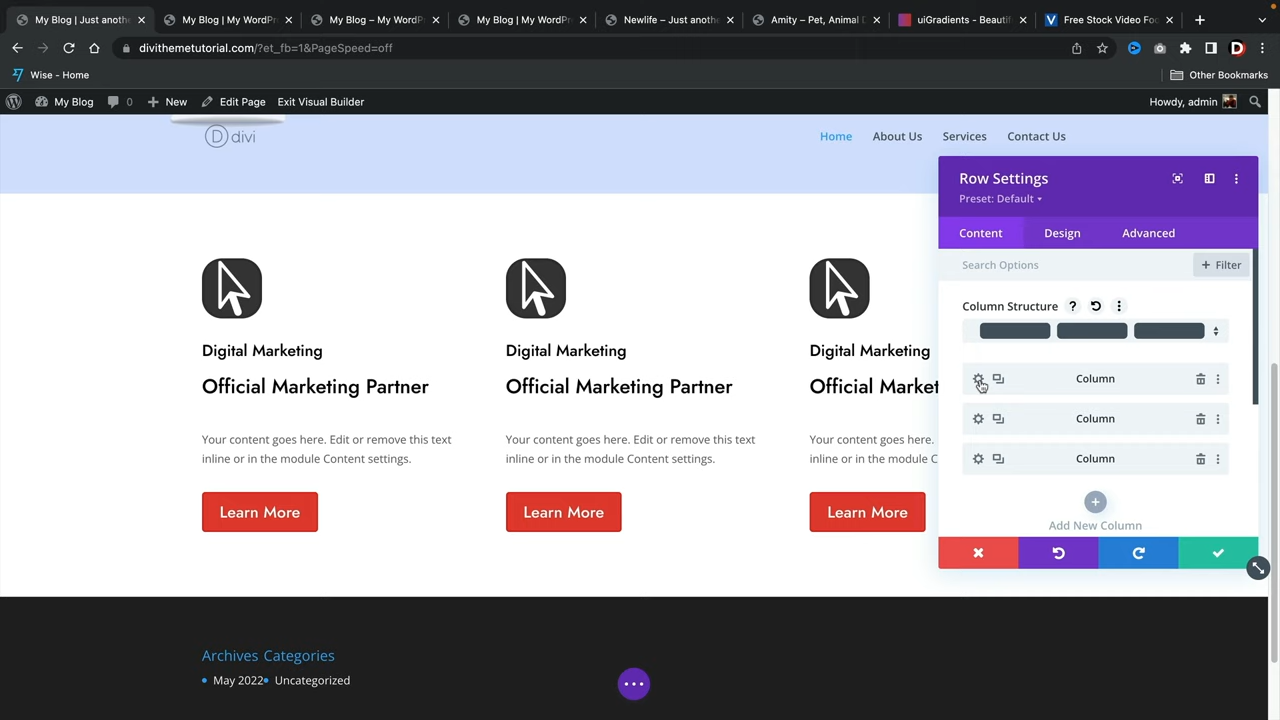 My Blog | Just anothe
My Blog | My WordPre
My Blog – My WordPr
My Blog | My WordPre
Newlife – Just anothe
Amity – Pet, Animal D
uiGradients - Beautif
Free Stock Video Foo
divithemetutorial.com/?et_fb=1&PageSpeed=off
Wise - Home
Other Bookmarks
My Blog
0
New
Edit Page
Exit Visual Builder
Howdy, admin
D divi
Home
About Us
Services
Contact Us
Row Settings
Preset: Default
Content
Design
Advanced
Search Options
+ Filter
Column Structure
?
Column
Column
Column
Add New Column
Digital Marketing
Official Marketing Partner
Your content goes here. Edit or remove this text
inline or in the module Content settings.
Learn More
Digital Marketing
Official Marketing Partner
Your content goes here. Edit or remove this text
inline or in the module Content settings.
Learn More
Digital Marketing
Official Market
Your content goes here.
inline or in the module C
Learn More
Archives Categories
May 2022
Uncategorized